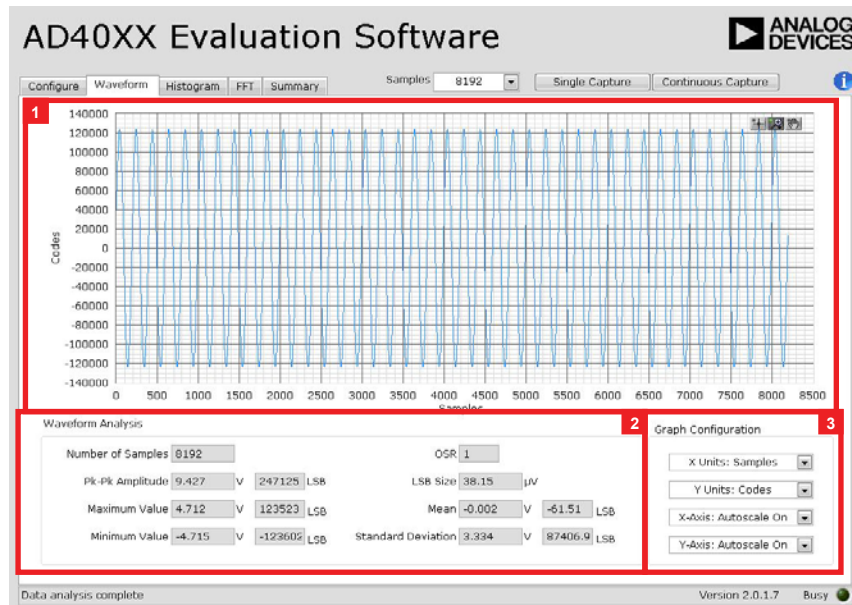 AD40XX Evaluation Software
ANALOG
DEVICES
Configure Waveform Histogram FFT Summary Samples 8192 Single Capture Continuous Capture i
1
140000
120000
100000
80000
60000
40000
20000
0
-20000
-40000
-60000
-80000
-100000
-120000
-140000
Codes
0 500 1000 1500 2000 2500 3000 3500 4000 4500 5000 5500 6000 6500 7000 7500 8000 8500
Samples
Waveform Analysis 2
Number of Samples 8192 OSR 1
Pk-Pk Amplitude 9.427 V 247125 LSB LSB Size 38.15 µV
Maximum Value 4.712 V 123523 LSB Mean -0.002 V -61.51 LSB
Minimum Value -4.715 V -123602 LSB Standard Deviation 3.334 V 87406.9 LSB
Graph Configuration 3
X Units: Samples
Y Units: Codes
X-Axis: Autoscale On
Y-Axis: Autoscale On
Data analysis complete Version 2.0.1.7 Busy